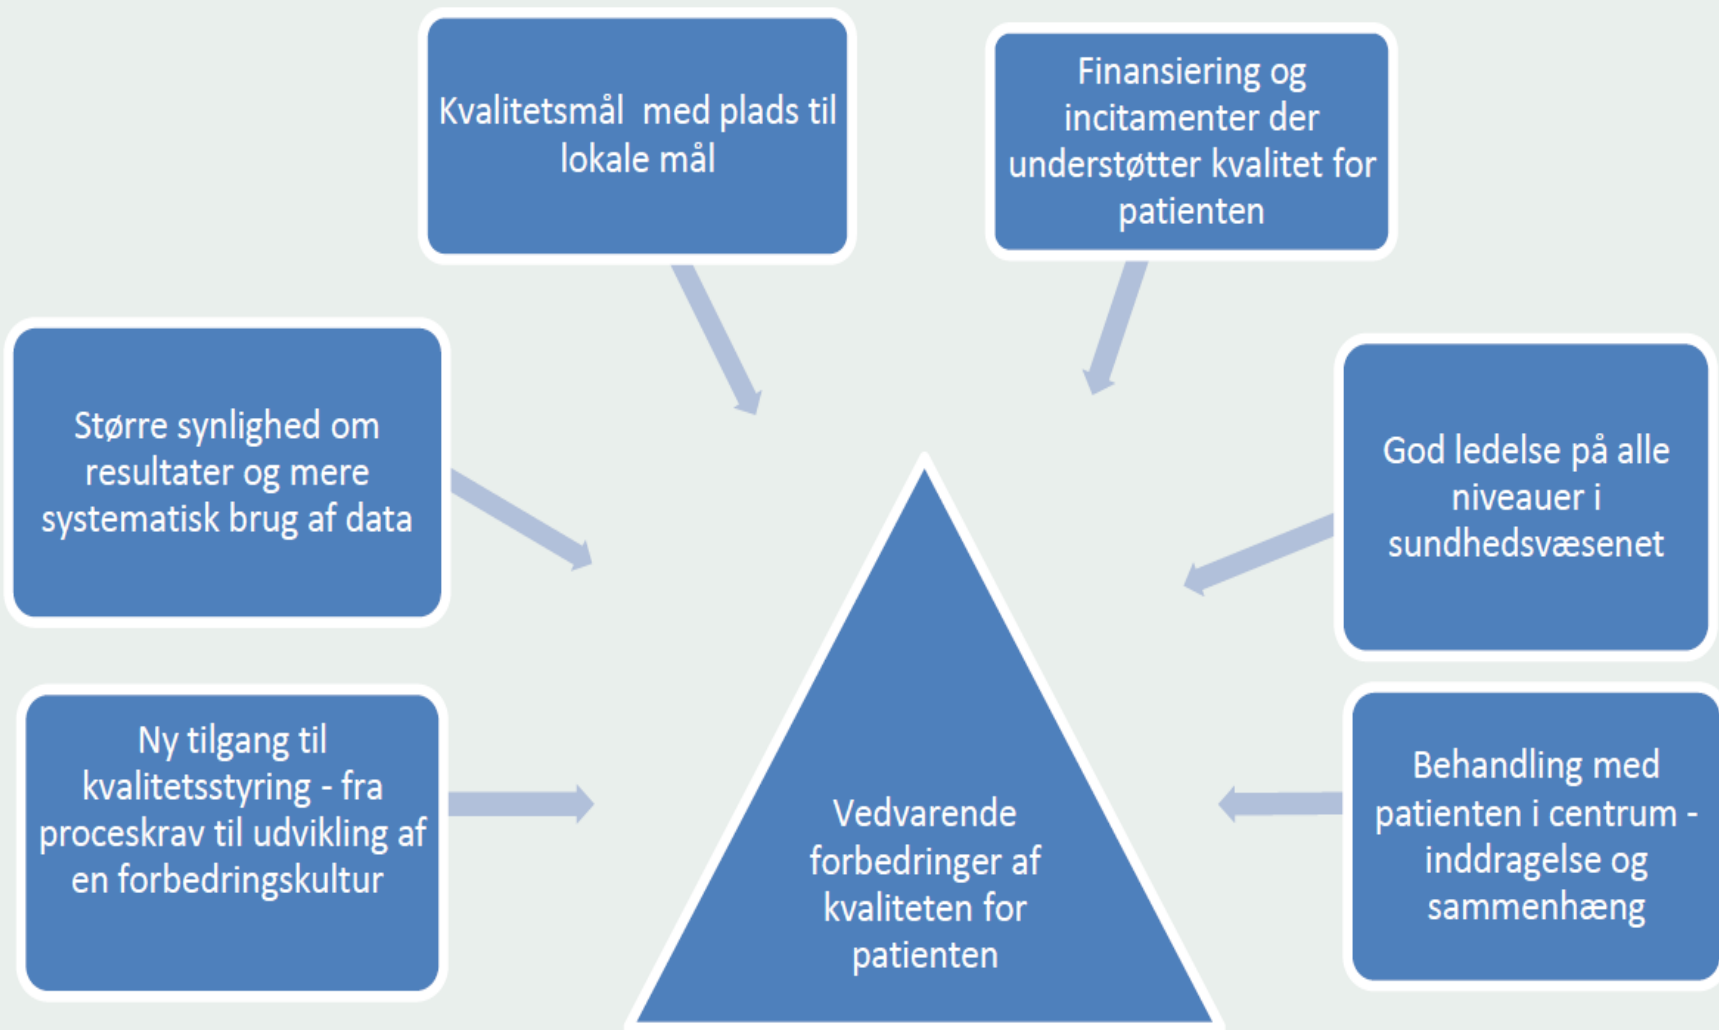 Kvalitetsmål  med plads til
lokale mål
Finansiering og
incitamenter der
understøtter kvalitet for
patienten
Større synlighed om
resultater og mere
systematisk brug af data
God ledelse på alle
niveauer i
sundhedsvæsenet
Ny tilgang til
kvalitetsstyring - fra
proceskrav til udvikling af
en forbedringskultur
Vedvarende
forbedringer af
kvaliteten for
patienten
Behandling med
patienten i centrum -
inddragelse og
sammenhæng